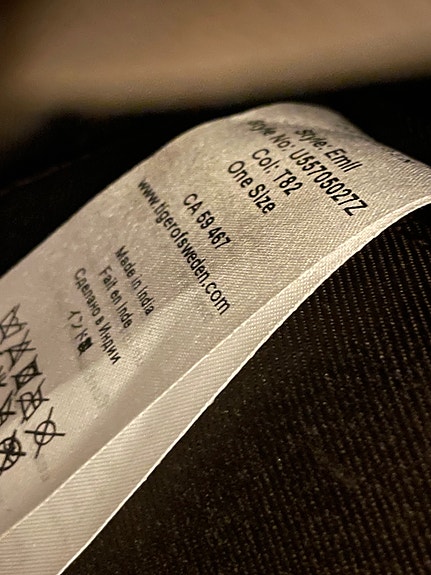 Style: Emil
Style No: U55705027Z
Col: T82
One Size
CA 59 467
www.tigerofsweden.com
Made in India
Fait en Inde
Сделано в Индии
インド製